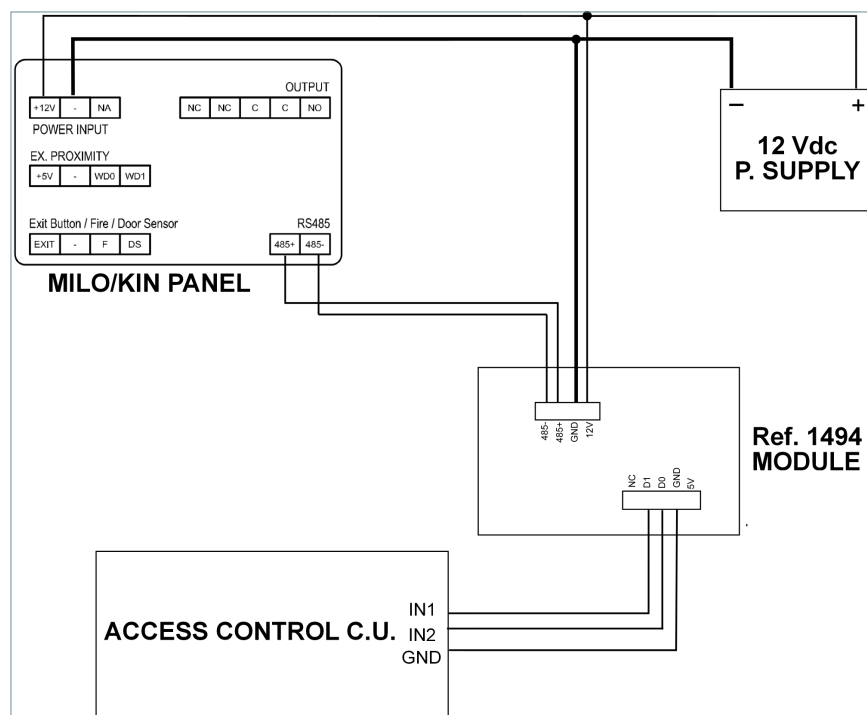 OUTPUT
+12V - NA
NC NC C C NO
POWER INPUT
EX. PROXIMITY
+5V - WD0 WD1
Exit Button / Fire / Door Sensor
RS485
EXIT - F DS
485+ 485-
MILO/KIN PANEL
− +
12 Vdc
P. SUPPLY
485-
485+
GND
12V
Ref. 1494
MODULE
NC
D1
D0
GND
5V
ACCESS CONTROL C.U.
IN1
IN2
GND